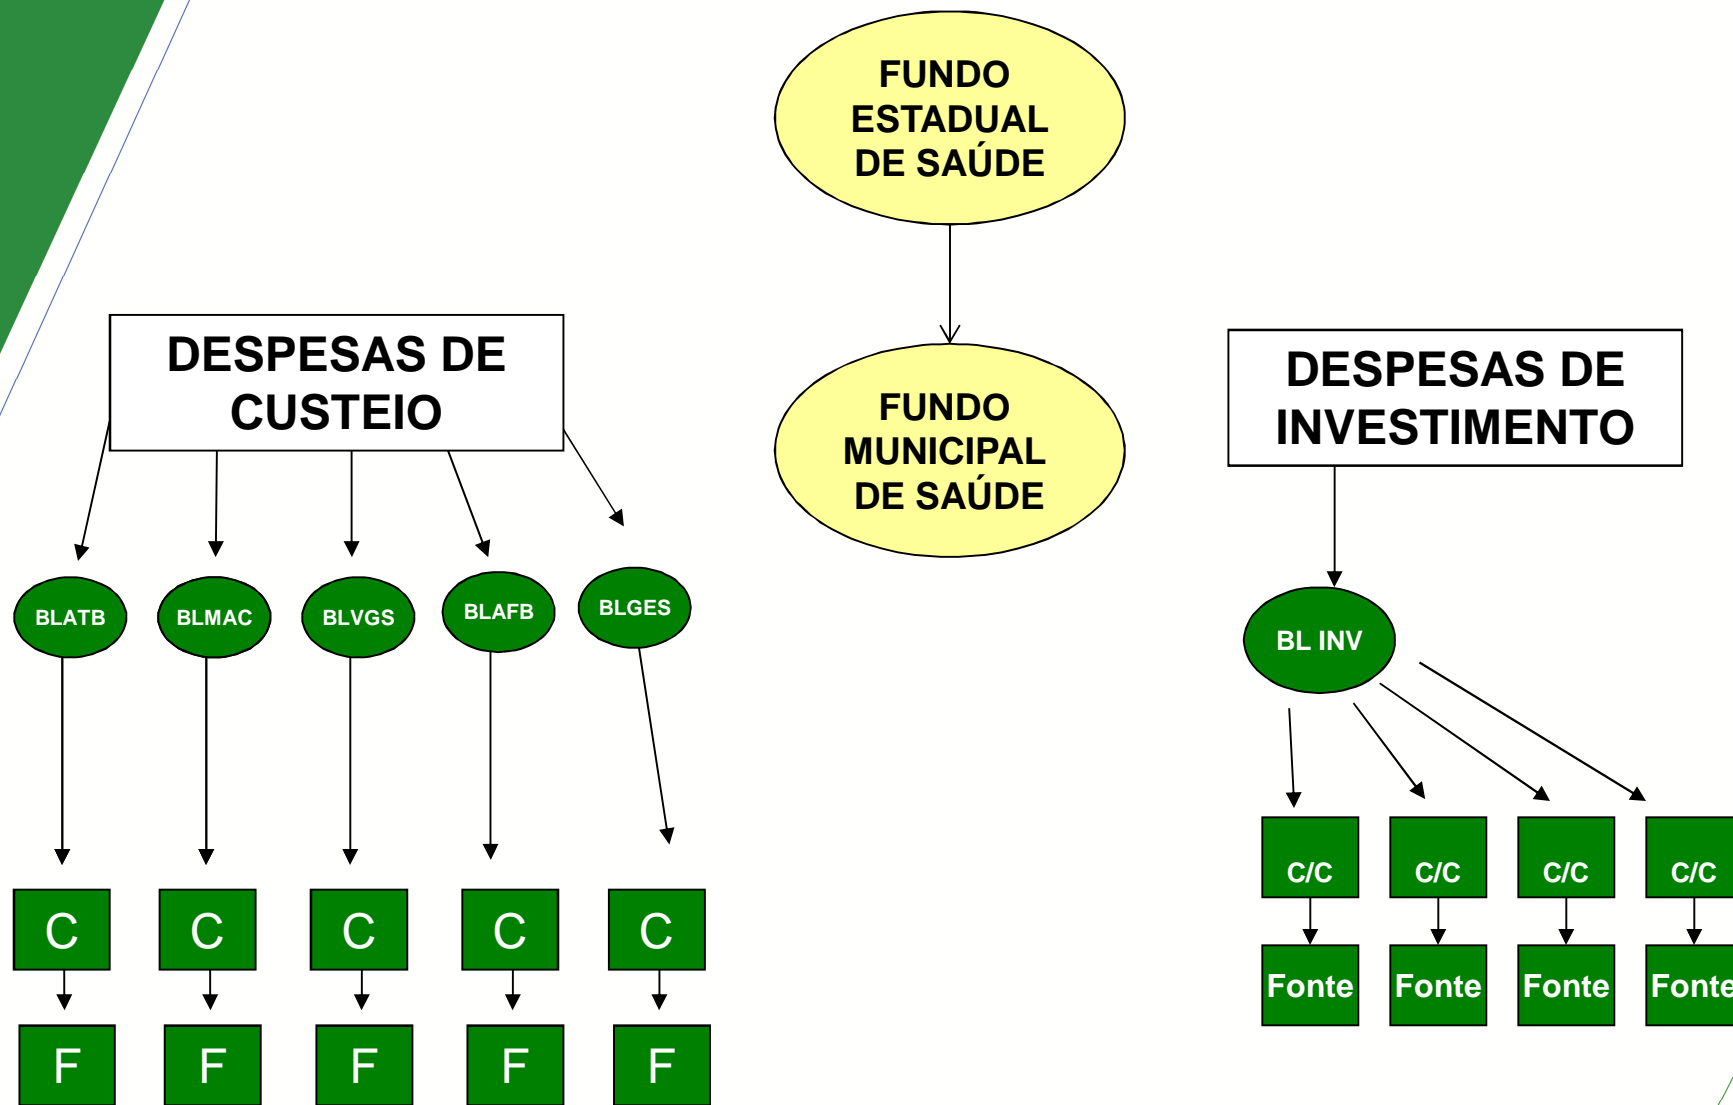 FUNDO
ESTADUAL
DE SAÚDE
DESPESAS DE
CUSTEIO
FUNDO
MUNICIPAL
DE SAÚDE
DESPESAS DE
INVESTIMENTO
BLATB
BLMAC
BLVGS
BLAFB
BLGES
BL INV
C/C
C/C
C/C
C/C
C
C
C
C
C
Fonte
Fonte
Fonte
Fonte
F
F
F
F
F